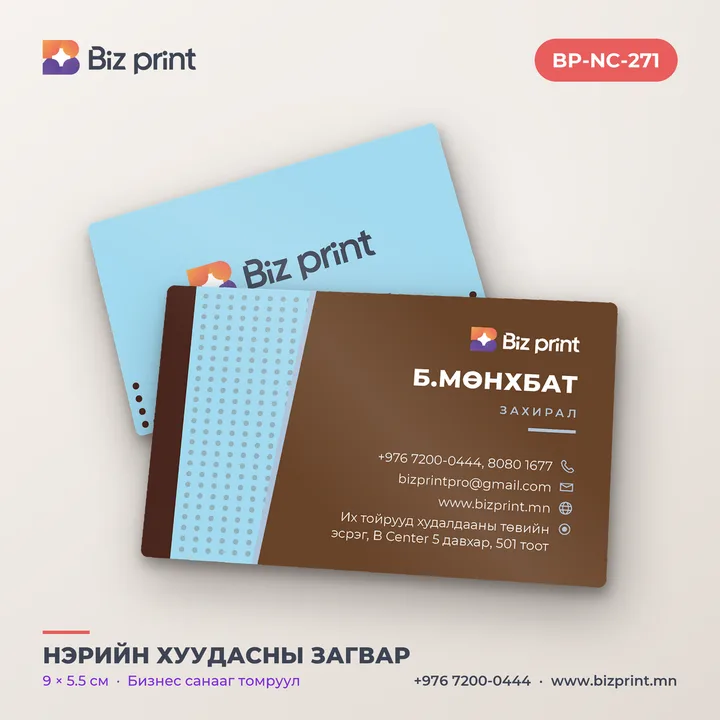 Biz print
BP-NC-271
Biz print
Biz print
Б.МӨНХБАТ
ЗАХИРАЛ
+976 7200-0444, 8080 1677
bizprintpro@gmail.com
www.bizprint.mn
Их тойрууд худалдааны төвийн
эсрэг, B Center 5 давхар, 501 тоот
НЭРИЙН ХУУДАСНЫ ЗАГВАР
9 × 5.5 см · Бизнес санааг томруул
+976 7200-0444 · www.bizprint.mn